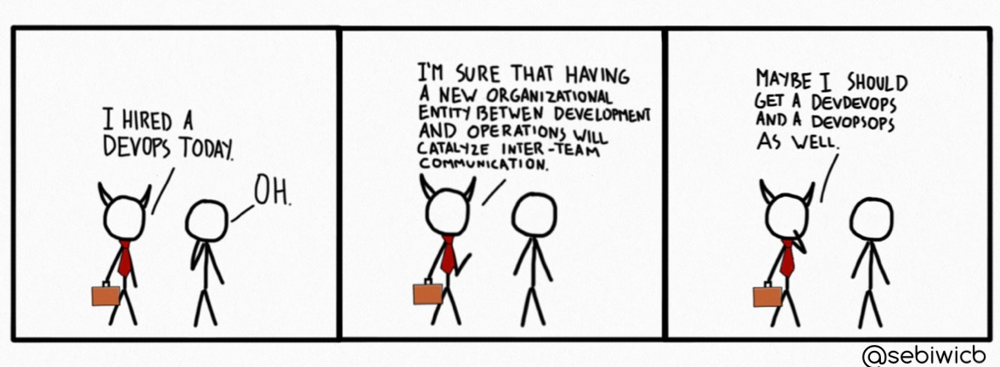 I HIRED A
DEVOPS TODAY.
OH.
I'M SURE THAT HAVING
A NEW ORGANIZATIONAL
ENTITY BETWEN DEVELOPMENT
AND OPERATIONS WILL
CATALYZE INTER-TEAM
COMMUNICATION.
MAYBE I SHOULD
GET A DEVDEVOPS
AND A DEVOPSOPS
AS WELL.
@sebiwicb